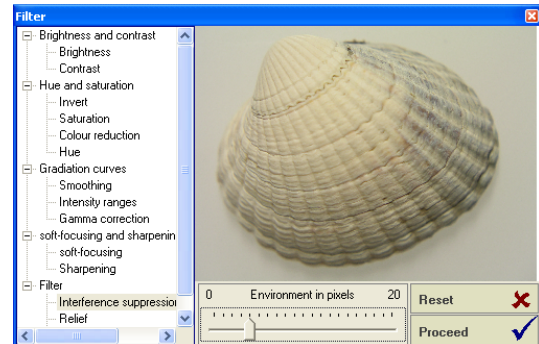 Filter
Brightness and contrast
Brightness
Contrast
Hue and saturation
Invert
Saturation
Colour reduction
Hue
Gradiation curves
Smoothing
Intensity ranges
Gamma correction
soft-focusing and sharpenin
soft-focusing
Sharpening
Filter
Interference suppression
Relief
0 Environment in pixels 20
Reset
Proceed